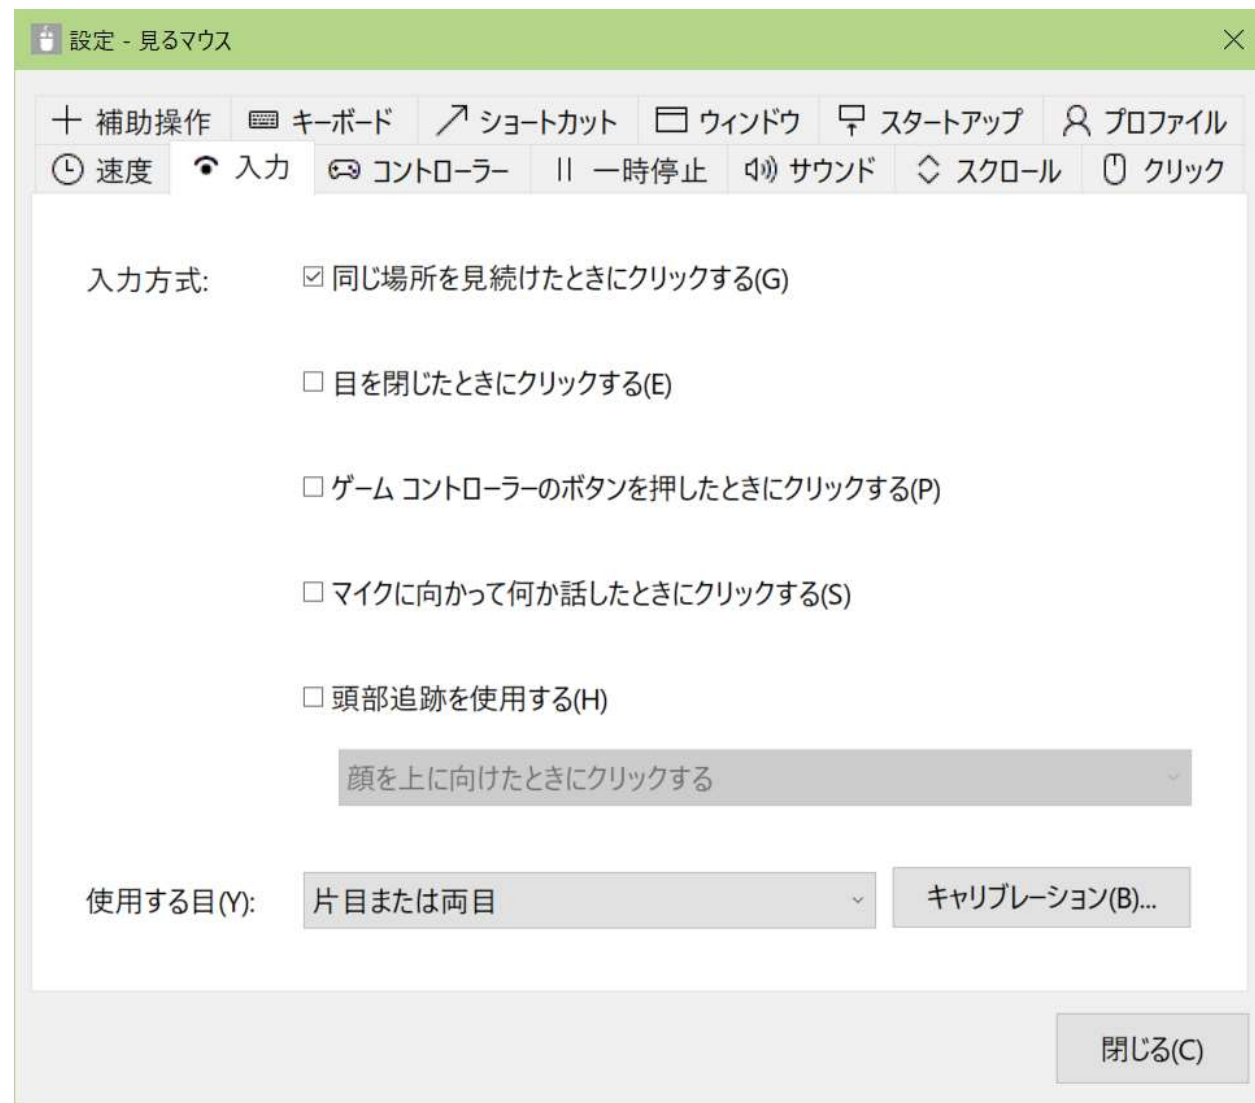 設定 - 見るマウス
補助操作 キーボード ショートカット ウィンドウ スタートアップ プロファイル
速度 入力 コントローラー 一時停止 サウンド スクロール クリック
入力方式: 同じ場所を見続けたときにクリックする(G)
目を閉じたときにクリックする(E)
ゲーム コントローラーのボタンを押したときにクリックする(P)
マイクに向かって何か話したときにクリックする(S)
頭部追跡を使用する(H)
顔を上に向けたときにクリックする
使用する目(Y): 片目または両目 キャリブレーション(B)...
閉じる(C)